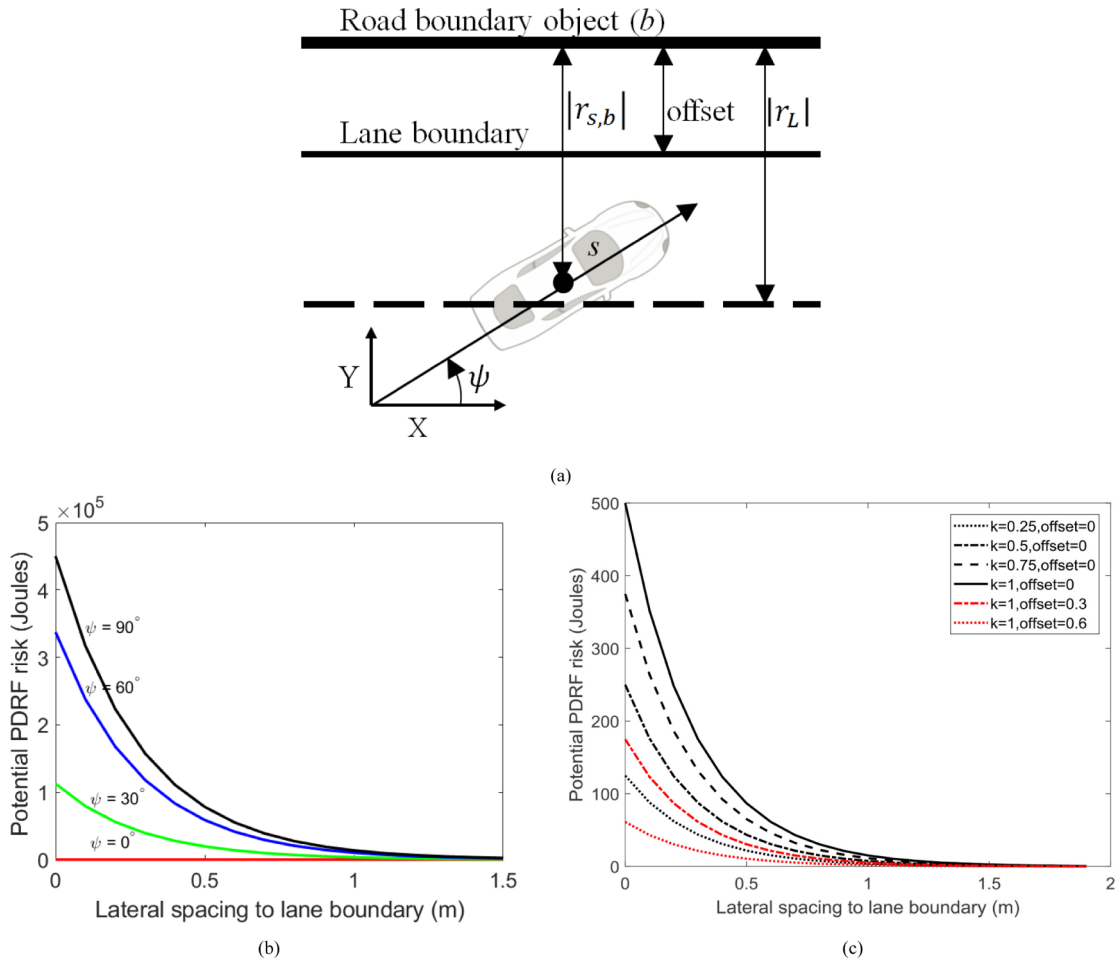 Road boundary object (b)
|r_{s,b}|
offset
|r_L|
Lane boundary
s
Y
ψ
X
(a)
×10^5
5
4
3
2
1
0
ψ = 90°
ψ = 60°
ψ = 30°
ψ = 0°
0
0.5
1
1.5
Potential PDRF risk (Joules)
Lateral spacing to lane boundary (m)
(b)
500
400
300
200
100
0
k=0.25,offset=0
k=0.5,offset=0
k=0.75,offset=0
k=1,offset=0
k=1,offset=0.3
k=1,offset=0.6
0
0.5
1
1.5
2
Potential PDRF risk (Joules)
Lateral spacing to lane boundary (m)
(c)